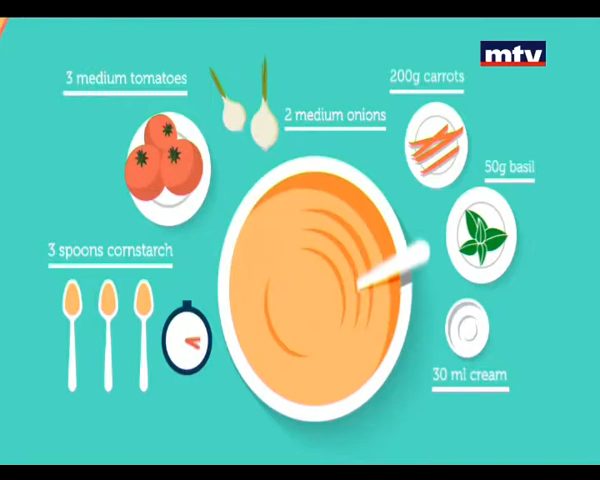 mtv
3 medium tomatoes
200g carrots
2 medium onions
50g basil
3 spoons cornstarch
30 ml cream